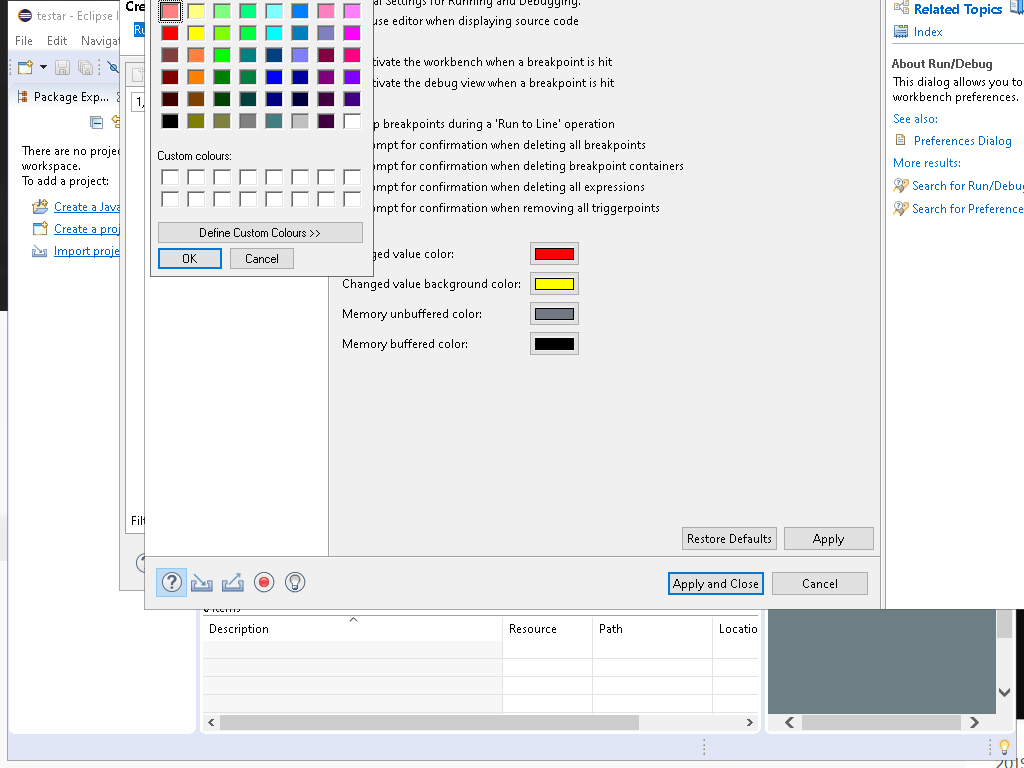 testar - Eclipse I
File Edit Navigat
Package Exp...
There are no proje
workspace.
To add a project:
Create a Java
Create a proj
Import proje
Cre
Ru
1,
Filt
Custom colours:
Define Custom Colours >>
OK Cancel
al Settings for Running and Debugging.
use editor when displaying source code
tivate the workbench when a breakpoint is hit
tivate the debug view when a breakpoint is hit
p breakpoints during a 'Run to Line' operation
ompt for confirmation when deleting all breakpoints
ompt for confirmation when deleting breakpoint containers
ompt for confirmation when deleting all expressions
ompt for confirmation when removing all triggerpoints
ged value color:
Changed value background color:
Memory unbuffered color:
Memory buffered color:
Restore Defaults Apply
Apply and Close Cancel
Related Topics
Index
About Run/Debug
This dialog allows you to
workbench preferences.
See also:
Preferences Dialog
More results:
Search for Run/Debug
Search for Preference
0 items
Description Resource Path Locatio
2019